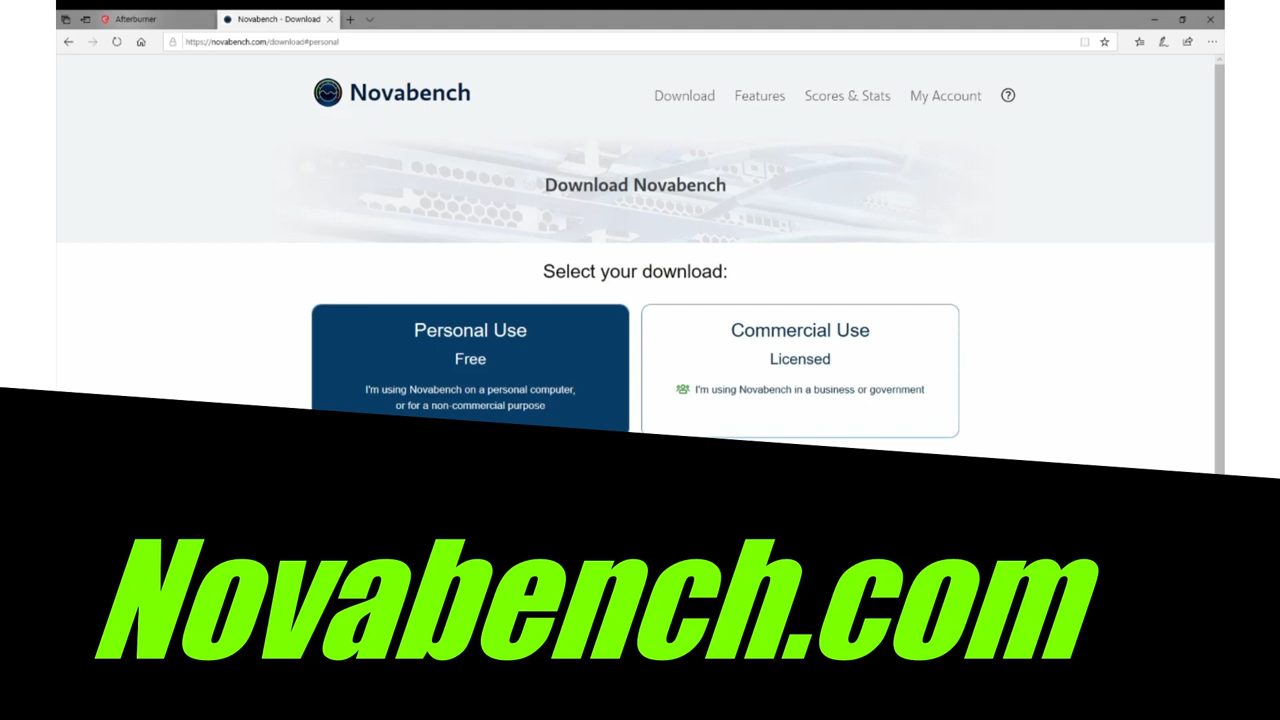 Afterburner
Novabench - Download
https://novabench.com/download#personal
Novabench
Download Features Scores & Stats My Account ?
Download Novabench
Select your download:
Personal Use
Free
I'm using Novabench on a personal computer,
or for a non-commercial purpose
Commercial Use
Licensed
I'm using Novabench in a business or government
Novabench.com